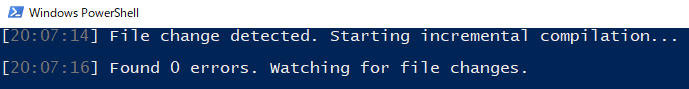 Windows PowerShell
[20:07:14] File change detected. Starting incremental compilation...
[20:07:16] Found 0 errors. Watching for file changes.